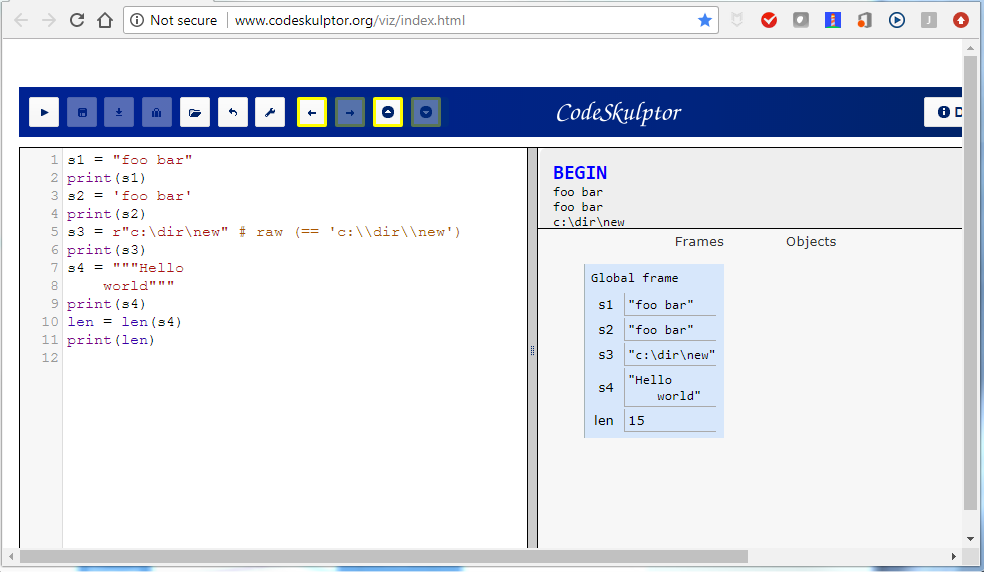 Not secure | www.codeskulptor.org/viz/index.html
CodeSkulptor
D
1 s1 = "foo bar"
2 print(s1)
3 s2 = 'foo bar'
4 print(s2)
5 s3 = r"c:\dir\new" # raw (== 'c:\\dir\\new')
6 print(s3)
7 s4 = """Hello
8     world"""
9 print(s4)
10 len = len(s4)
11 print(len)
12
BEGIN
foo bar
foo bar
c:\dir\new
Frames Objects
Global frame
s1 "foo bar"
s2 "foo bar"
s3 "c:\dir\new"
s4 "Hello
    world"
len 15